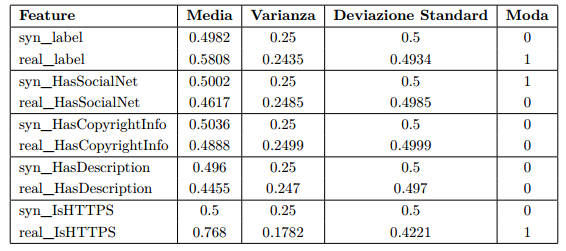 Feature Media Varianza Deviazione Standard Moda
syn_label 0.4982 0.25 0.5 0
real_label 0.5808 0.2435 0.4934 1
syn_HasSocialNet 0.5002 0.25 0.5 1
real_HasSocialNet 0.4617 0.2485 0.4985 0
syn_HasCopyrightInfo 0.5036 0.25 0.5 0
real_HasCopyrightInfo 0.4888 0.2499 0.4999 0
syn_HasDescription 0.496 0.25 0.5 0
real_HasDescription 0.4455 0.247 0.497 0
syn_IsHTTPS 0.5 0.25 0.5 0
real_IsHTTPS 0.768 0.1782 0.4221 1